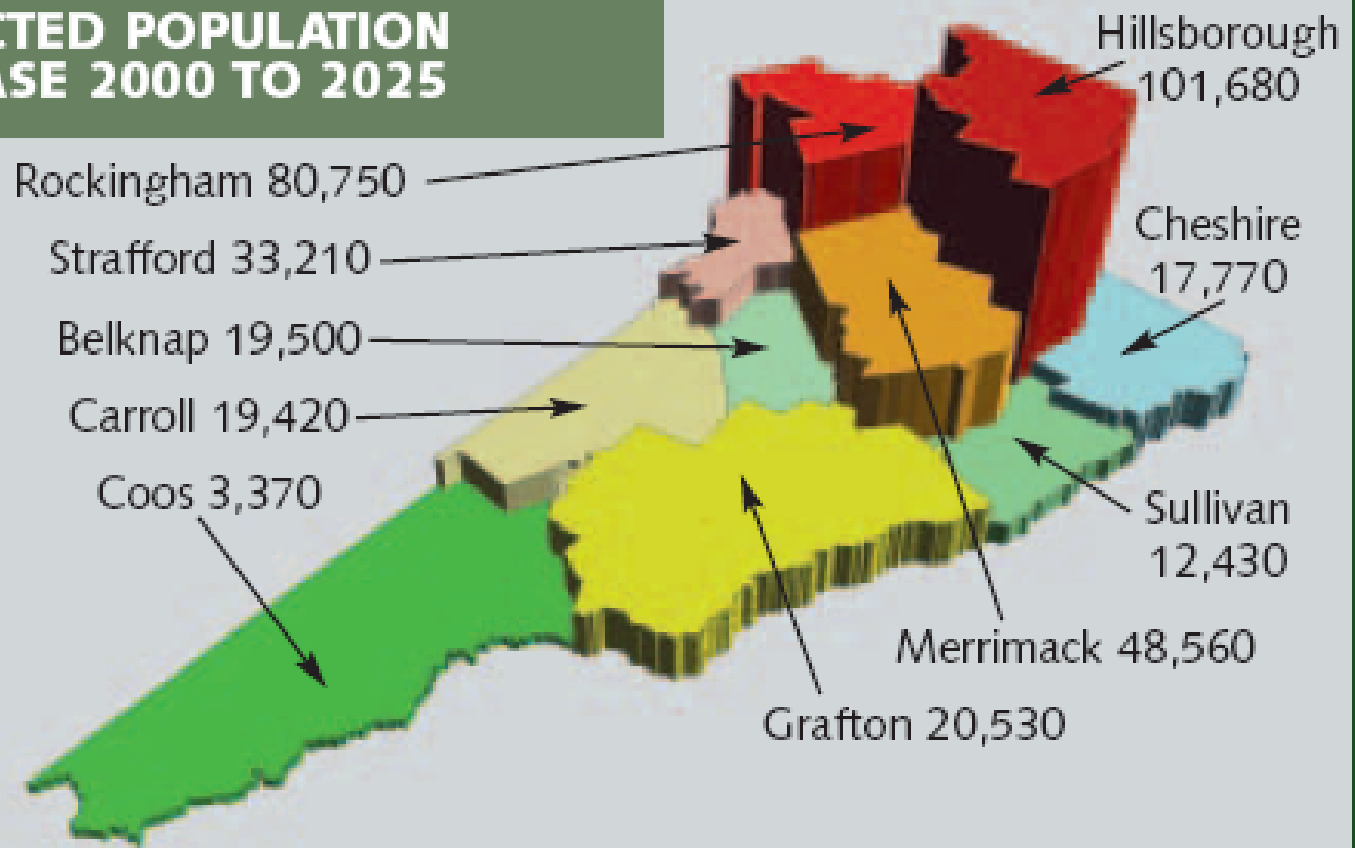 CTED POPULATION
ASE 2000 TO 2025
Hillsborough
101,680
Rockingham 80,750
Strafford 33,210
Cheshire
17,770
Belknap 19,500
Carroll 19,420
Coos 3,370
Sullivan
12,430
Merrimack 48,560
Grafton 20,530